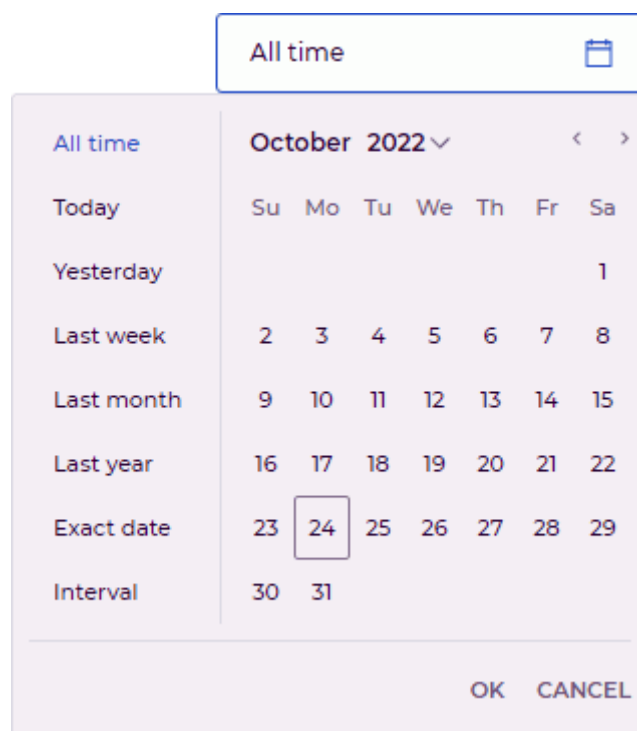 All time
All time
Today
Yesterday
Last week
Last month
Last year
Exact date
Interval
October 2022
Su Mo Tu We Th Fr Sa
1
2 3 4 5 6 7 8
9 10 11 12 13 14 15
16 17 18 19 20 21 22
23 24 25 26 27 28 29
30 31
OK CANCEL